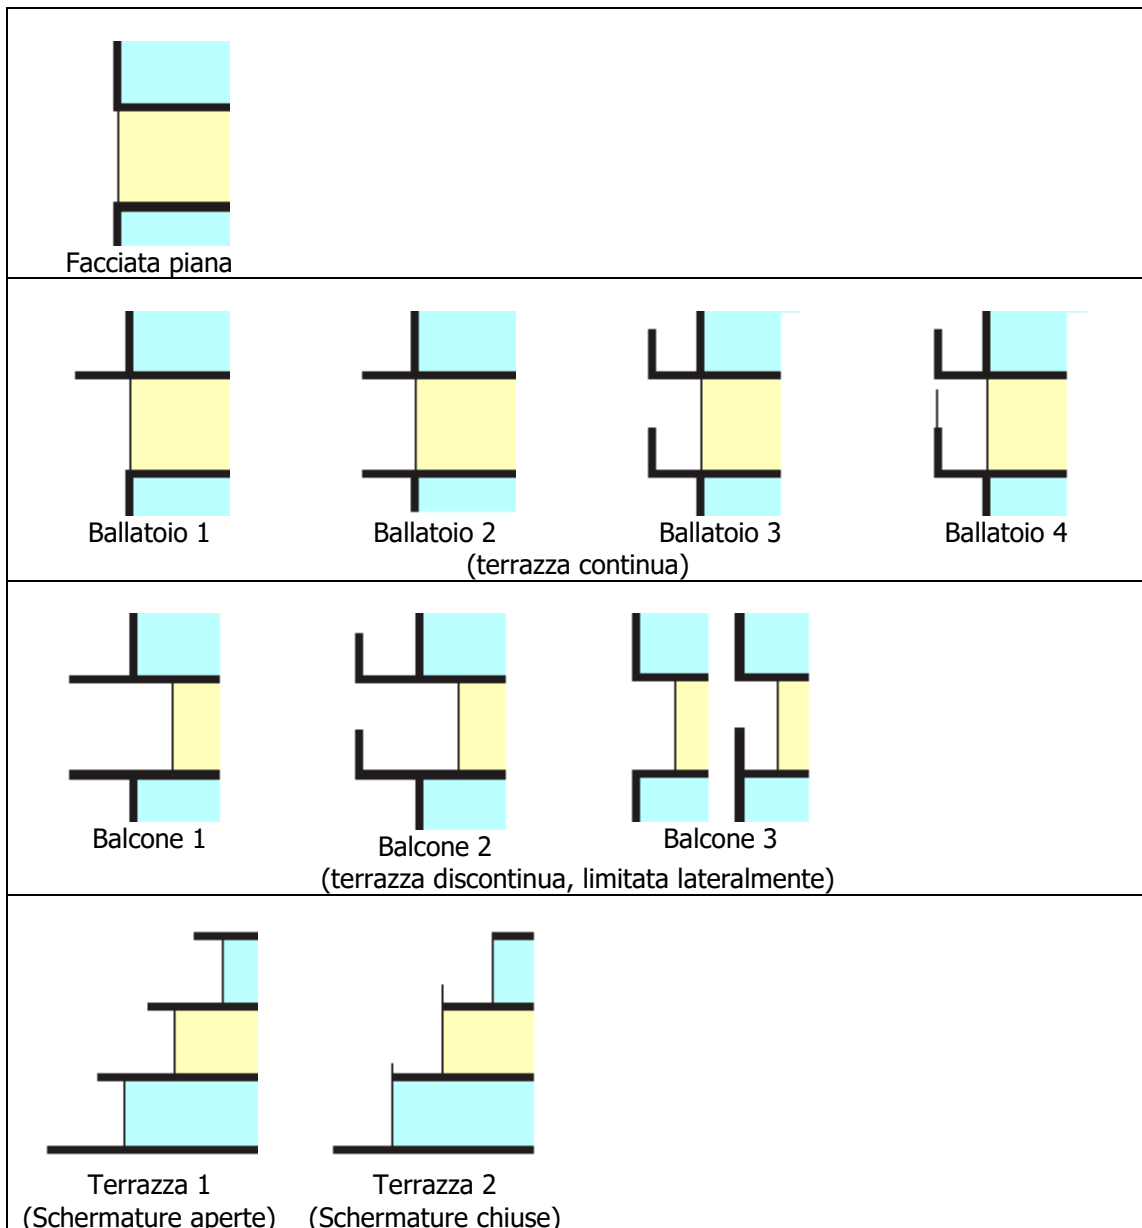 Facciata piana
Ballatoio 1
Ballatoio 2
Ballatoio 3
Ballatoio 4
(terrazza continua)
Balcone 1
Balcone 2
Balcone 3
(terrazza discontinua, limitata lateralmente)
Terrazza 1
(Schermature aperte)
Terrazza 2
(Schermature chiuse)